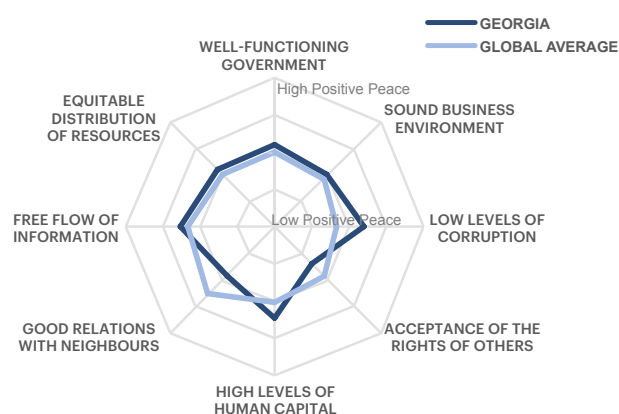 GEORGIA
GLOBAL AVERAGE
WELL-FUNCTIONING
GOVERNMENT
High Positive Peace
EQUITABLE
DISTRIBUTION
OF RESOURCES
SOUND BUSINESS
ENVIRONMENT
FREE FLOW OF
INFORMATION
Low Positive Peace
LOW LEVELS OF
CORRUPTION
GOOD RELATIONS
WITH NEIGHBOURS
ACCEPTANCE OF THE
RIGHTS OF OTHERS
HIGH LEVELS OF
HUMAN CAPITAL